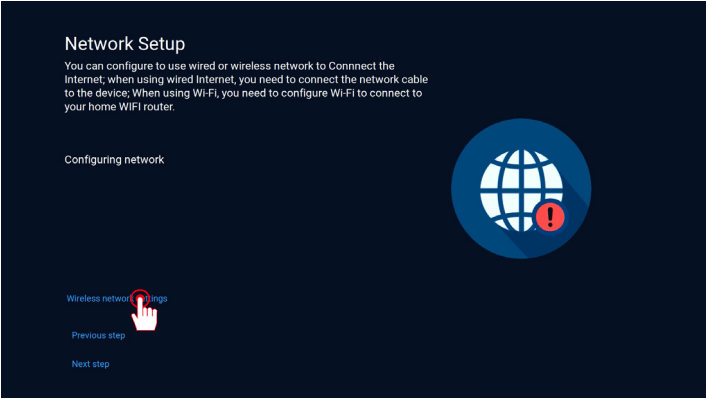 Network Setup
You can configure to use wired or wireless network to Connnect the
Internet; when using wired Internet, you need to connect the network cable
to the device; When using Wi-Fi, you need to configure Wi-Fi to connect to
your home WIFI router.
Configuring network
Wireless network settings
Previous step
Next step